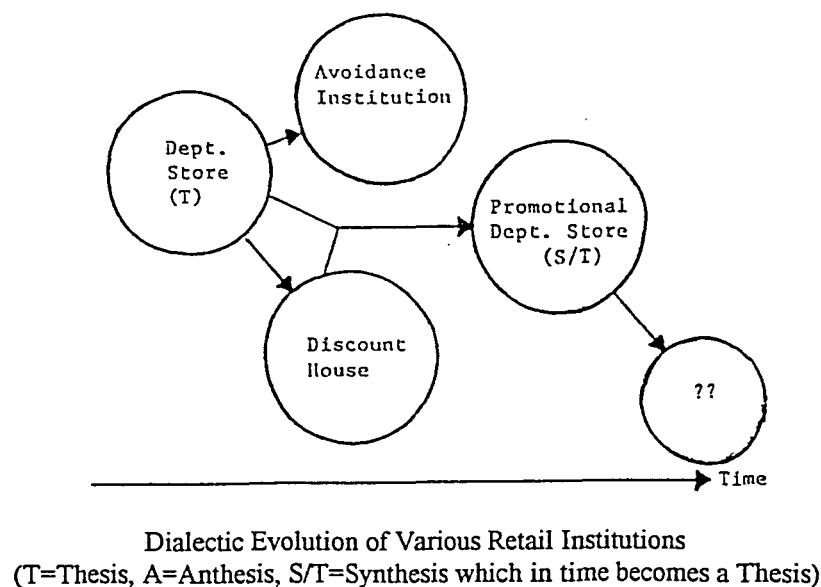 Avoidance
Institution
Dept.
Store
(T)
Promotional
Dept. Store
(S/T)
Discount
House
??
Time
Dialectic Evolution of Various Retail Institutions
(T=Thesis, A=Anthesis, S/T=Synthesis which in time becomes a Thesis)